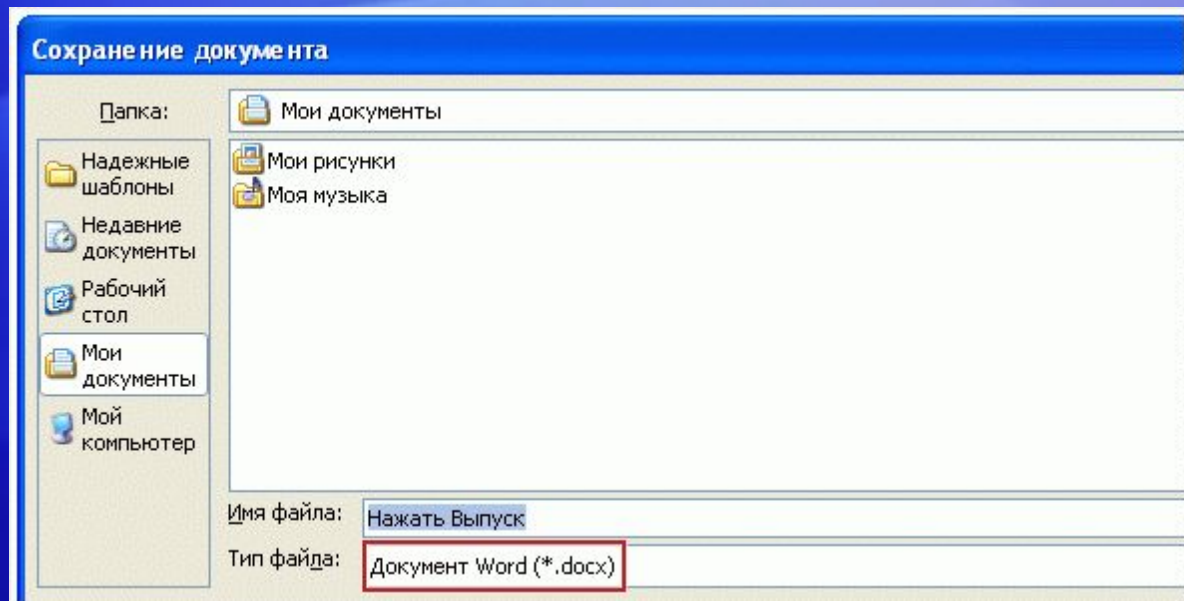 Сохранение документа
Папка:
Мои документы
Надежные
шаблоны
Недавние
документы
Рабочий
стол
Мои
документы
Мой
компьютер
Мои рисунки
Моя музыка
Имя файла:
Нажать Выпуск
Тип файла:
Документ Word (*.docx)